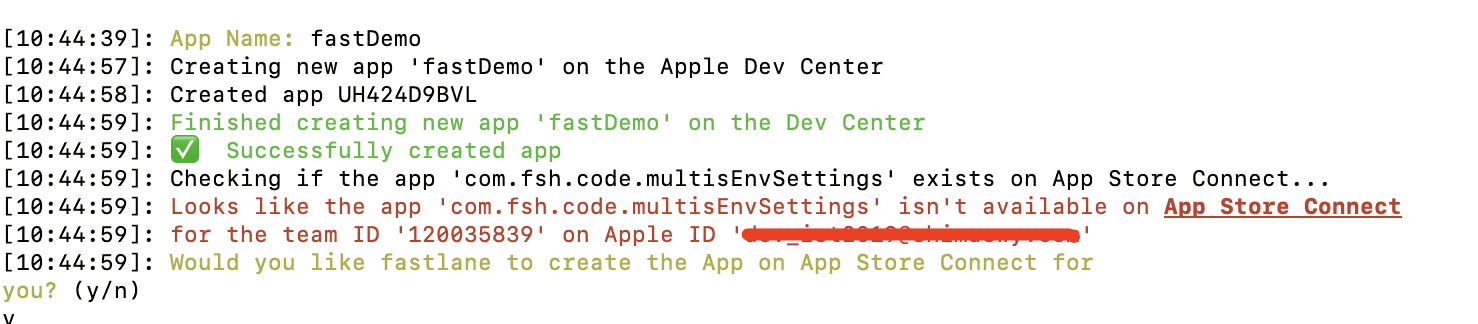 [10:44:39]: App Name: fastDemo
[10:44:57]: Creating new app 'fastDemo' on the Apple Dev Center
[10:44:58]: Created app UH424D9BVL
[10:44:59]: Finished creating new app 'fastDemo' on the Dev Center
[10:44:59]: ✅ Successfully created app
[10:44:59]: Checking if the app 'com.fsh.code.multisEnvSettings' exists on App Store Connect...
[10:44:59]: Looks like the app 'com.fsh.code.multisEnvSettings' isn't available on App Store Connect
[10:44:59]: for the team ID '120035839' on Apple ID ' '
[10:44:59]: Would you like fastlane to create the App on App Store Connect for
you? (y/n)
y